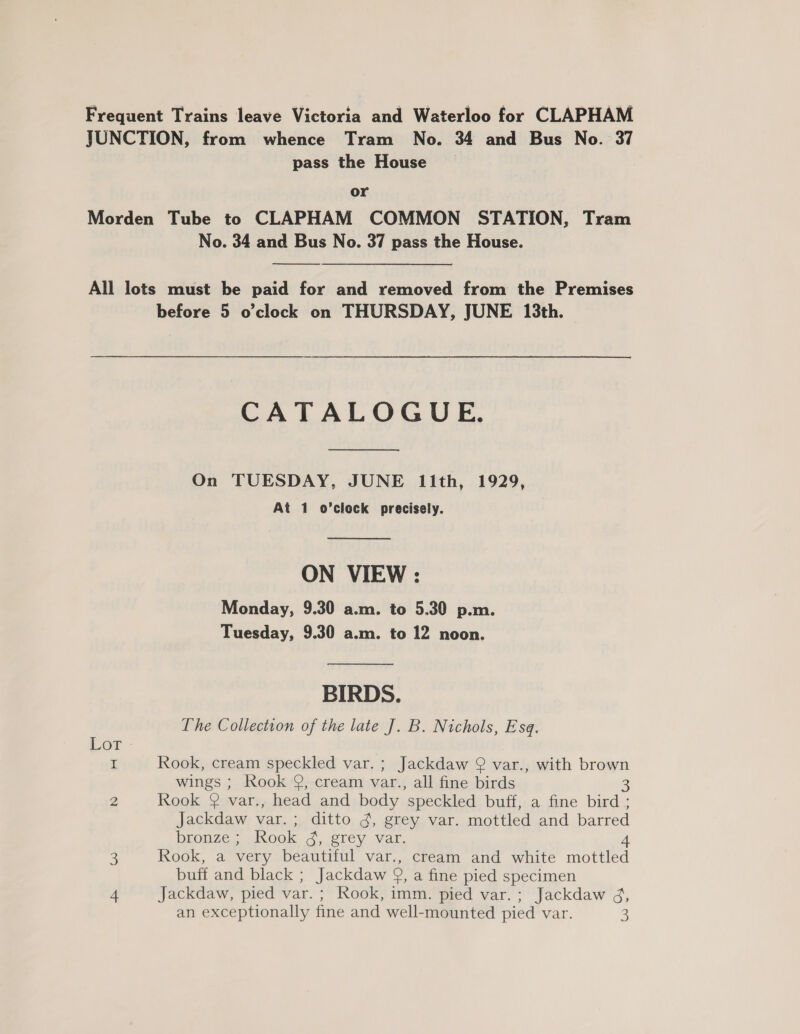 Frequent Trains leave Victoria and Waterloo for CLAPHAM
JUNCTION, from whence Tram No. 34 and Bus No. 37
pass the House
or
Morden Tube to CLAPHAM COMMON STATION, Tram
No. 34 and Bus No. 37 pass the House.
All lots must be paid for and removed from the Premises
before 5 o'clock on THURSDAY, JUNE 13th.
CATALOGUE.
On TUESDAY, JUNE 11th, 1929,
At 1 o'clock precisely.
ON VIEW :
Monday, 9.30 a.m. to 5.30 p.m.
Tuesday, 9.30 a.m. to 12 noon.
BIRDS.
The Collection of the late J. B. Nichols, Esq.
LOT
1 Rook, cream speckled var. ; Jackdaw ♀ var., with brown
wings ; Rook ♀, cream var., all fine birds 3
2 Rook ♀ var., head and body speckled buff, a fine bird ;
Jackdaw var. ; ditto ♂, grey var. mottled and barred
bronze ; Rook ♂, grey var. 4
3 Rook, a very beautiful var., cream and white mottled
buff and black ; Jackdaw ♀, a fine pied specimen
4 Jackdaw, pied var. ; Rook, imm. pied var. ; Jackdaw ♂,
an exceptionally fine and well-mounted pied var. 3